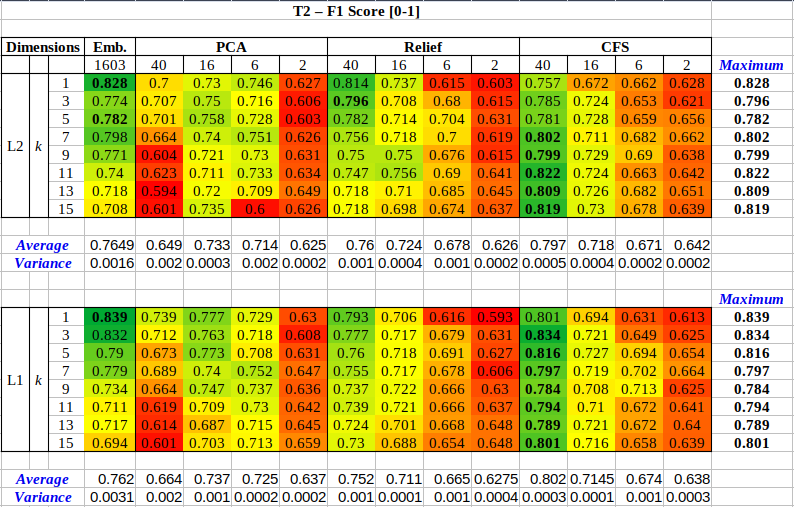 T2 – F1 Score [0-1]
Dimensions Emb. PCA Relief CFS
1603 40 16 6 2 40 16 6 2 40 16 6 2 Maximum
1 0.828 0.7 0.73 0.746 0.627 0.814 0.737 0.615 0.603 0.757 0.672 0.662 0.628 0.828
3 0.774 0.707 0.75 0.716 0.606 0.796 0.708 0.68 0.615 0.785 0.724 0.653 0.621 0.796
5 0.782 0.701 0.758 0.728 0.603 0.782 0.714 0.704 0.631 0.781 0.728 0.659 0.656 0.782
7 0.798 0.664 0.74 0.751 0.626 0.756 0.718 0.7 0.619 0.802 0.711 0.682 0.662 0.802
L2 k 9 0.771 0.604 0.721 0.73 0.631 0.75 0.75 0.676 0.615 0.799 0.729 0.69 0.638 0.799
11 0.74 0.623 0.711 0.733 0.634 0.747 0.756 0.69 0.641 0.822 0.724 0.663 0.642 0.822
13 0.718 0.594 0.72 0.709 0.649 0.718 0.71 0.685 0.645 0.809 0.726 0.682 0.651 0.809
15 0.708 0.601 0.735 0.6 0.626 0.718 0.698 0.674 0.637 0.819 0.73 0.678 0.639 0.819
Average 0.7649 0.649 0.733 0.714 0.625 0.76 0.724 0.678 0.626 0.797 0.718 0.671 0.642
Variance 0.0016 0.002 0.0003 0.002 0.0002 0.001 0.0004 0.001 0.0002 0.0005 0.0004 0.0002 0.0002
Maximum
1 0.839 0.739 0.777 0.729 0.63 0.793 0.706 0.616 0.593 0.801 0.694 0.631 0.613 0.839
3 0.832 0.712 0.763 0.718 0.608 0.777 0.717 0.679 0.631 0.834 0.721 0.649 0.625 0.834
5 0.79 0.673 0.773 0.708 0.631 0.76 0.718 0.691 0.627 0.816 0.727 0.694 0.654 0.816
L1 k 7 0.779 0.689 0.74 0.752 0.647 0.755 0.717 0.678 0.606 0.797 0.719 0.702 0.664 0.797
9 0.734 0.664 0.747 0.737 0.636 0.737 0.722 0.666 0.63 0.784 0.708 0.713 0.625 0.784
11 0.711 0.619 0.709 0.73 0.642 0.739 0.721 0.666 0.637 0.794 0.71 0.672 0.641 0.794
13 0.717 0.614 0.687 0.715 0.645 0.724 0.701 0.668 0.648 0.789 0.721 0.672 0.64 0.789
15 0.694 0.601 0.703 0.713 0.659 0.73 0.688 0.654 0.648 0.801 0.716 0.658 0.639 0.801
Average 0.762 0.664 0.737 0.725 0.637 0.752 0.711 0.665 0.6275 0.802 0.7145 0.674 0.638
Variance 0.0031 0.002 0.001 0.0002 0.0002 0.001 0.0001 0.001 0.0004 0.0003 0.0001 0.001 0.0003